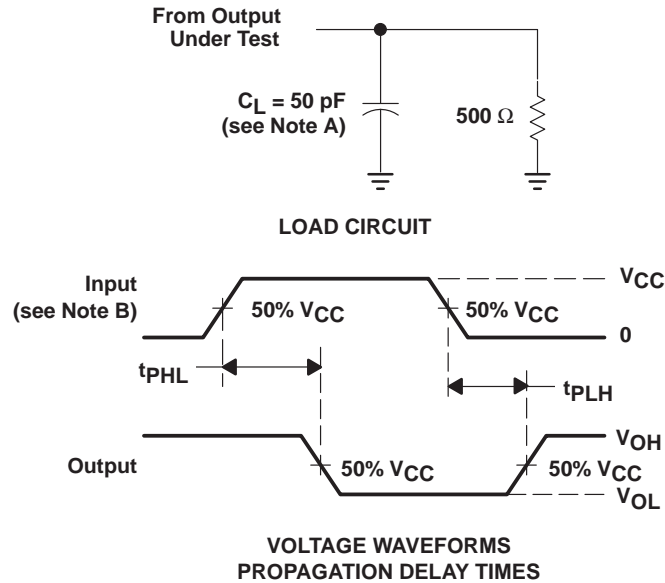 From Output
Under Test
CL = 50 pF
(see Note A)
500 Ω
LOAD CIRCUIT
Input
(see Note B)
50% VCC
50% VCC
VCC
0
tPHL
tPLH
Output
50% VCC
50% VCC
VOH
VOL
VOLTAGE WAVEFORMS
PROPAGATION DELAY TIMES